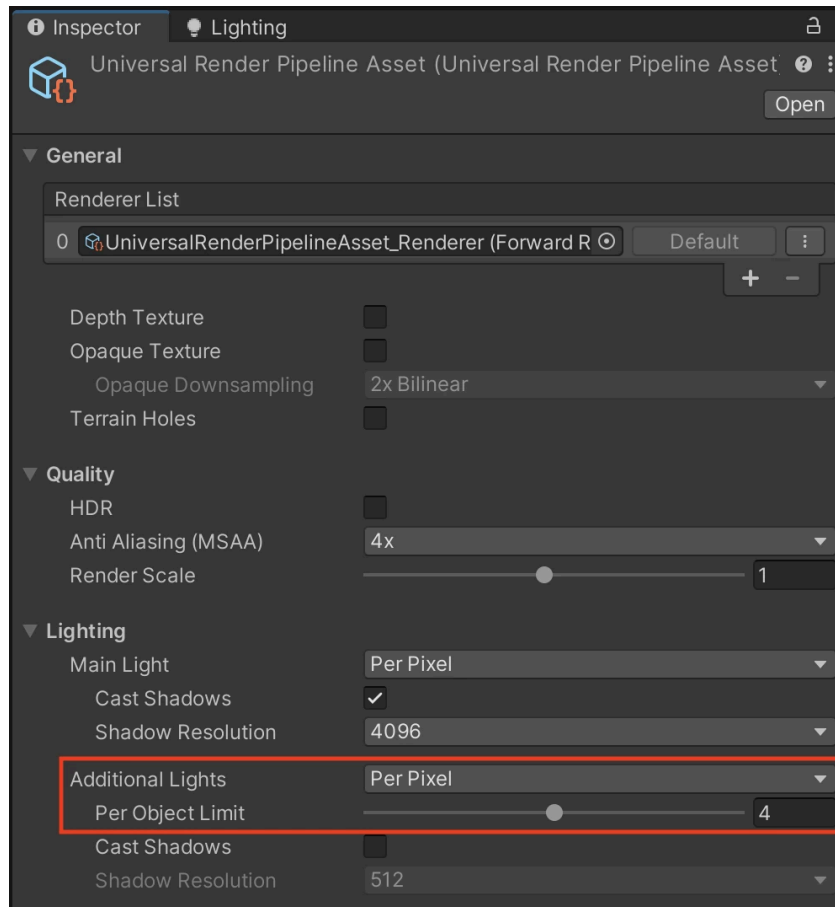 Inspector Lighting
Universal Render Pipeline Asset (Universal Render Pipeline Asset
Open
General
Renderer List
0 UniversalRenderPipelineAsset_Renderer (Forward R Default
Depth Texture
Opaque Texture
Opaque Downsampling 2x Bilinear
Terrain Holes
Quality
HDR
Anti Aliasing (MSAA) 4x
Render Scale 1
Lighting
Main Light Per Pixel
Cast Shadows
Shadow Resolution 4096
Additional Lights Per Pixel
Per Object Limit 4
Cast Shadows
Shadow Resolution 512